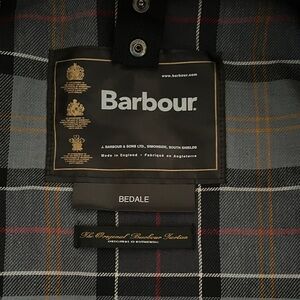 www.barbour.com
Barbour®
J. BARBOUR & SONS LTD., SIMONSIDE, SOUTH SHIELDS
Made in England - Fabriqué en Angleterre
BEDALE
The Original Barbour Tartan